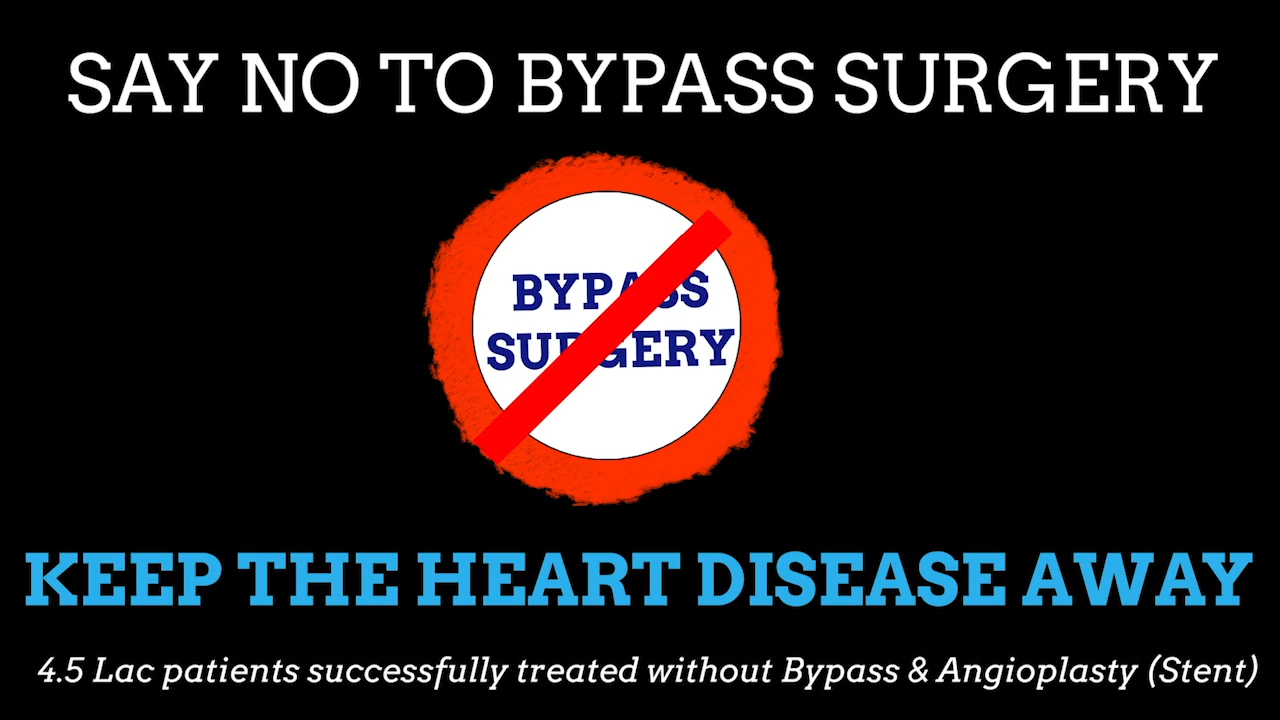 SAY NO TO BYPASS SURGERY
BYPASS
SURGERY
KEEP THE HEART DISEASE AWAY
4.5 Lac patients successfully treated without Bypass & Angioplasty (Stent)